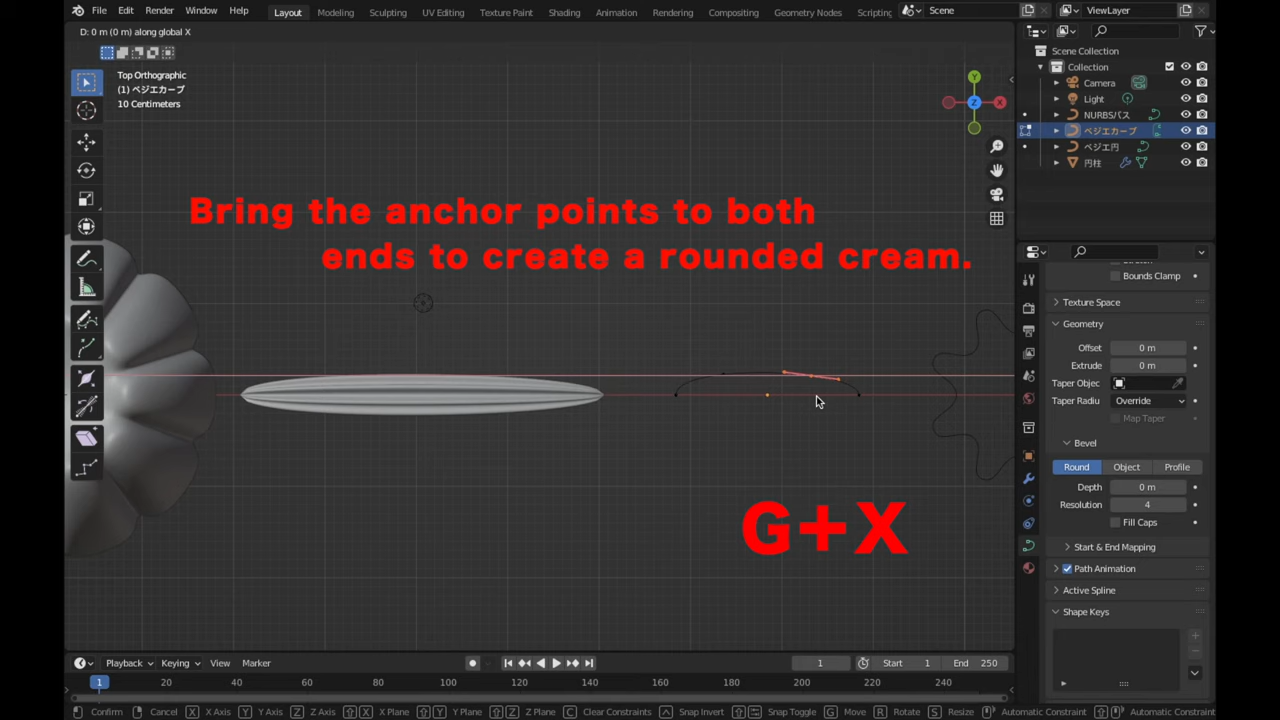 File Edit Render Window Help Layout Modeling Sculpting UV Editing Texture Paint Shading Animation Rendering Compositing Geometry Nodes Scripting Scene ViewLayer
D: 0 m (0 m) along global X
Top Orthographic
(1) ベジエカーブ
10 Centimeters
Y
Z
X
Bring the anchor points to both
ends to create a rounded cream.
G+X
Scene Collection
Collection
Camera
Light
NURBSパス
ベジエカーブ
ベジエ円
円柱
Bounds Clamp
Texture Space
Geometry
Offset 0 m
Extrude 0 m
Taper Objec
Taper Radiu Override
Map Taper
Bevel
Round Object Profile
Depth 0 m
Resolution 4
Fill Caps
Start & End Mapping
Path Animation
Active Spline
Shape Keys
Playback Keying View Marker 1 Start 1 End 250
1 20 40 60 80 100 120 140 160 180 200 220 240
Confirm Cancel X X Axis Y Y Axis Z Z Axis X X Plane Y Y Plane Z Z Plane C Clear Constraints Snap Invert Snap Toggle G Move R Rotate S Resize Automatic Constraint Automatic Constraint